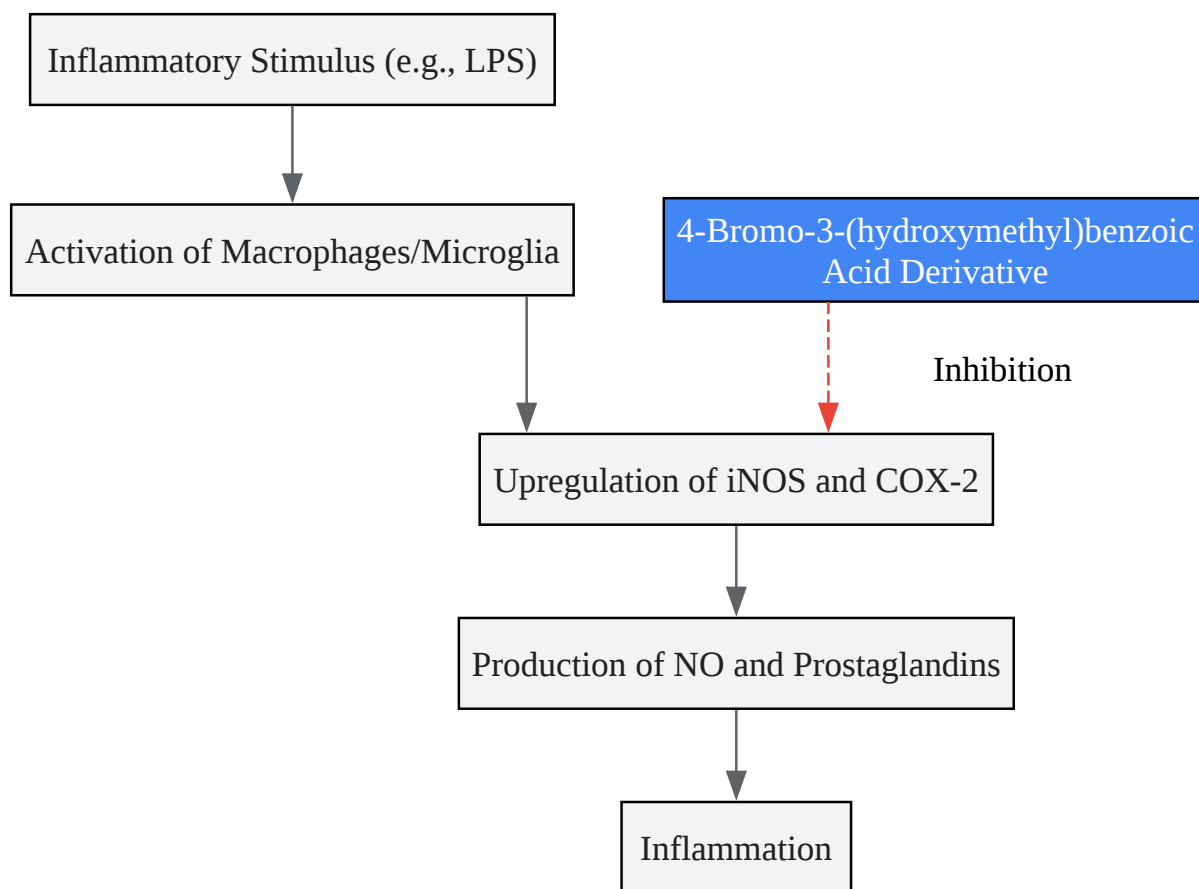 Inflammatory Stimulus (e.g., LPS)
Activation of Macrophages/Microglia
4-Bromo-3-(hydroxymethyl)benzoic
Acid Derivative
Inhibition
Upregulation of iNOS and COX-2
Production of NO and Prostaglandins
Inflammation